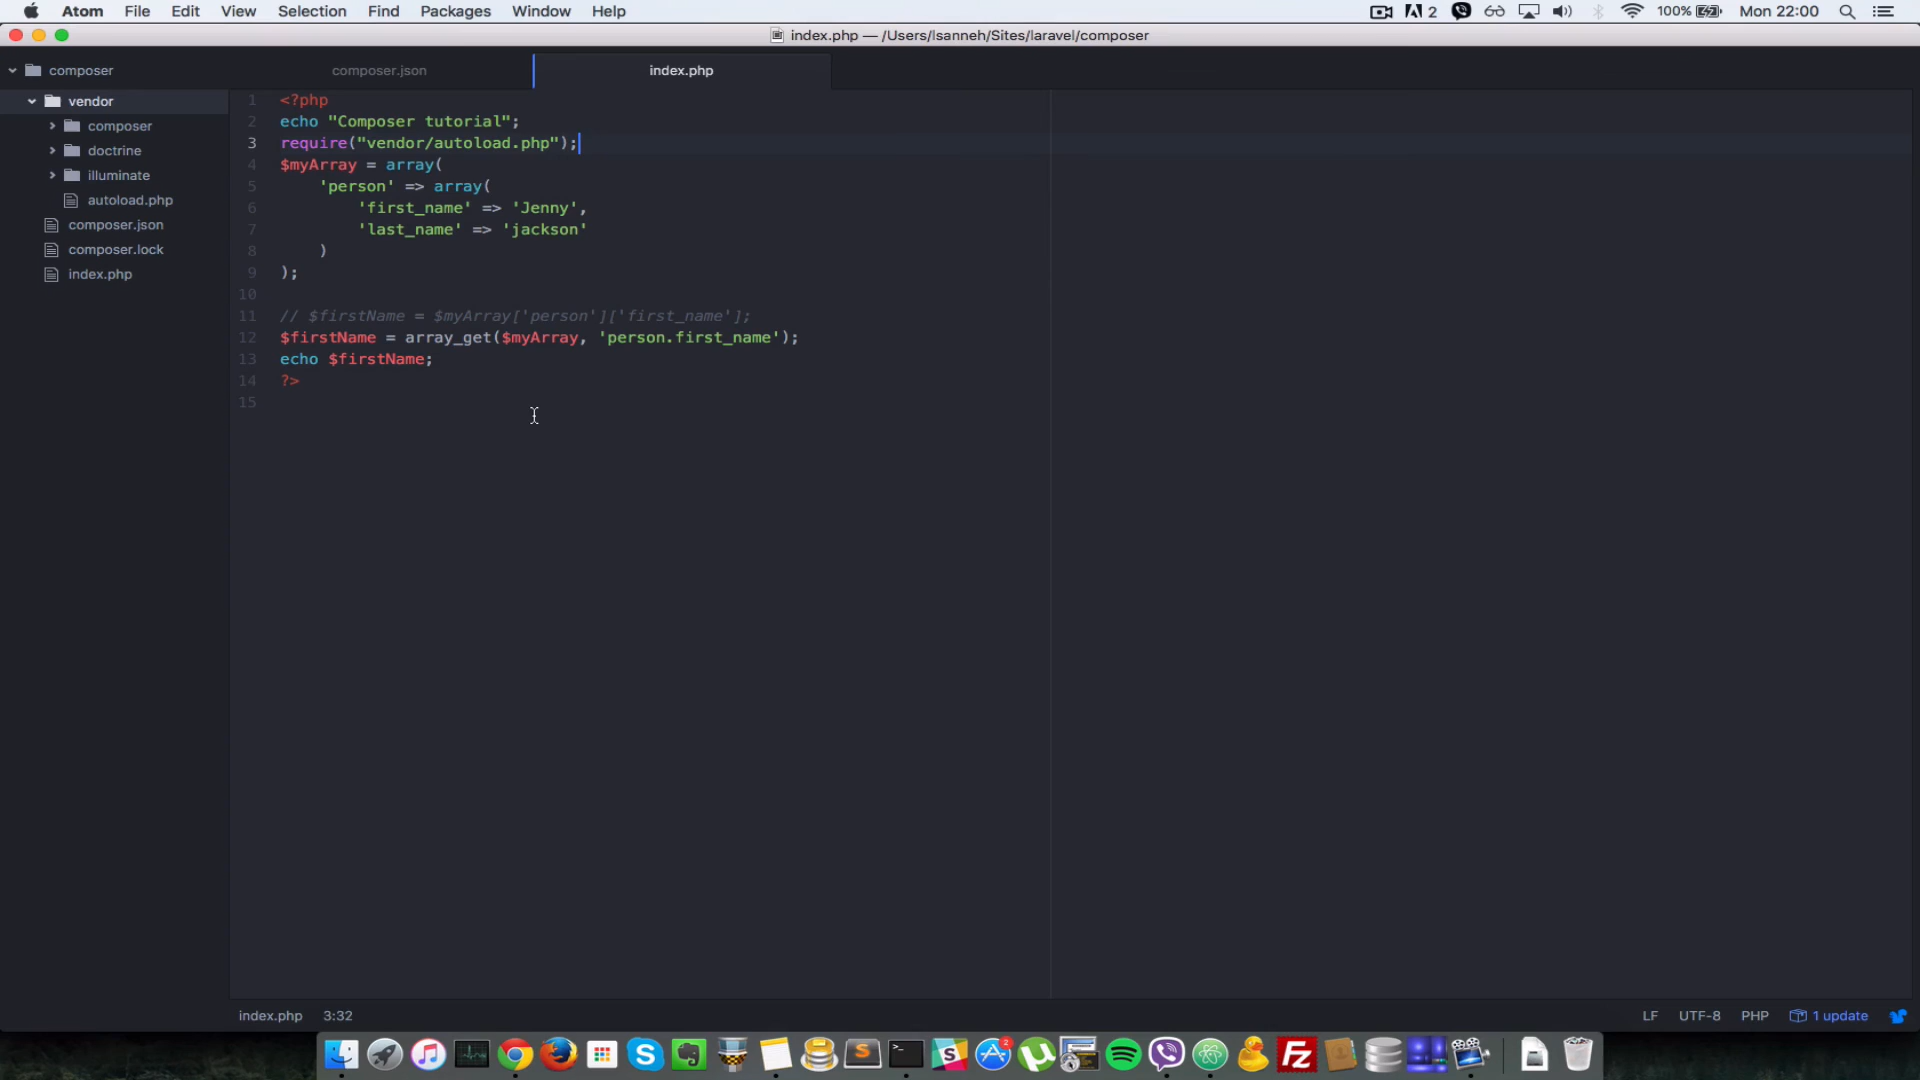 Atom File Edit View Selection Find Packages Window Help 2 100% Mon 22:00
index.php — /Users/lsanneh/Sites/laravel/composer
composer
composer.json
index.php
vendor
composer
doctrine
illuminate
autoload.php
composer.json
composer.lock
index.php
1 <?php
2 echo "Composer tutorial";
3 require("vendor/autoload.php");
4 $myArray = array(
5 'person' => array(
6 'first_name' => 'Jenny',
7 'last_name' => 'jackson'
8 )
9 );
10
11 // $firstName = $myArray['person']['first_name'];
12 $firstName = array_get($myArray, 'person.first_name');
13 echo $firstName;
14 ?>
15
index.php 3:32 LF UTF-8 PHP 1 update
2